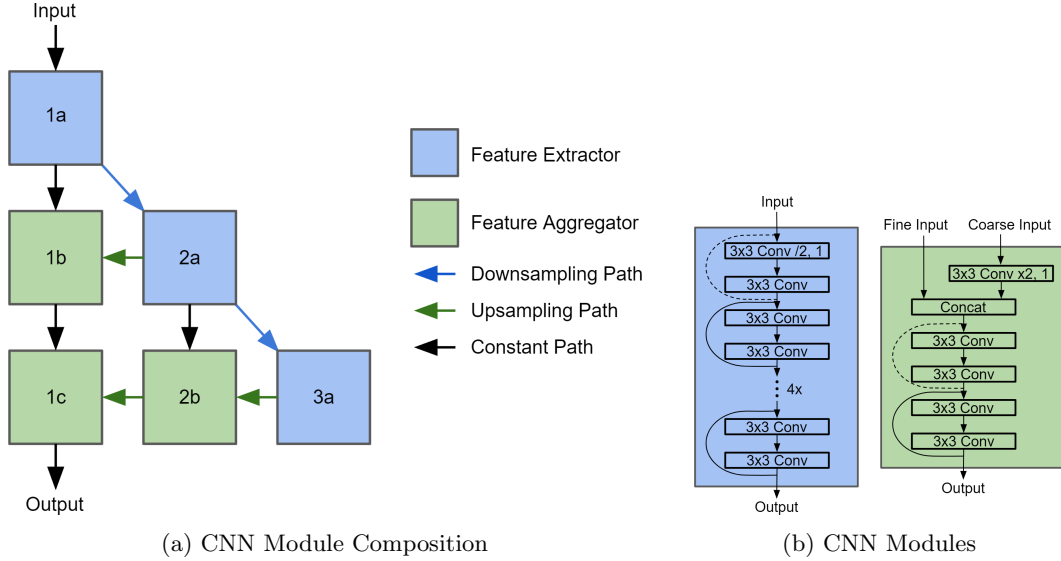 Input
1a
1b
2a
1c
2b
3a
Output
Feature Extractor
Feature Aggregator
Downsampling Path
Upsampling Path
Constant Path
(a) CNN Module Composition
Input
3x3 Conv /2, 1
3x3 Conv
3x3 Conv
3x3 Conv
4x
3x3 Conv
3x3 Conv
Output
Fine Input
Coarse Input
3x3 Conv x2, 1
Concat
3x3 Conv
3x3 Conv
3x3 Conv
3x3 Conv
Output
(b) CNN Modules